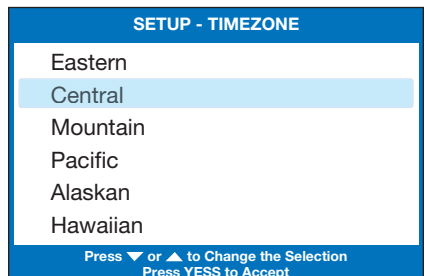 SETUP - TIMEZONE
Eastern
Central
Mountain
Pacific
Alaskan
Hawaiian
Press ▼ or ▲ to Change the Selection
Press YESS to Accept